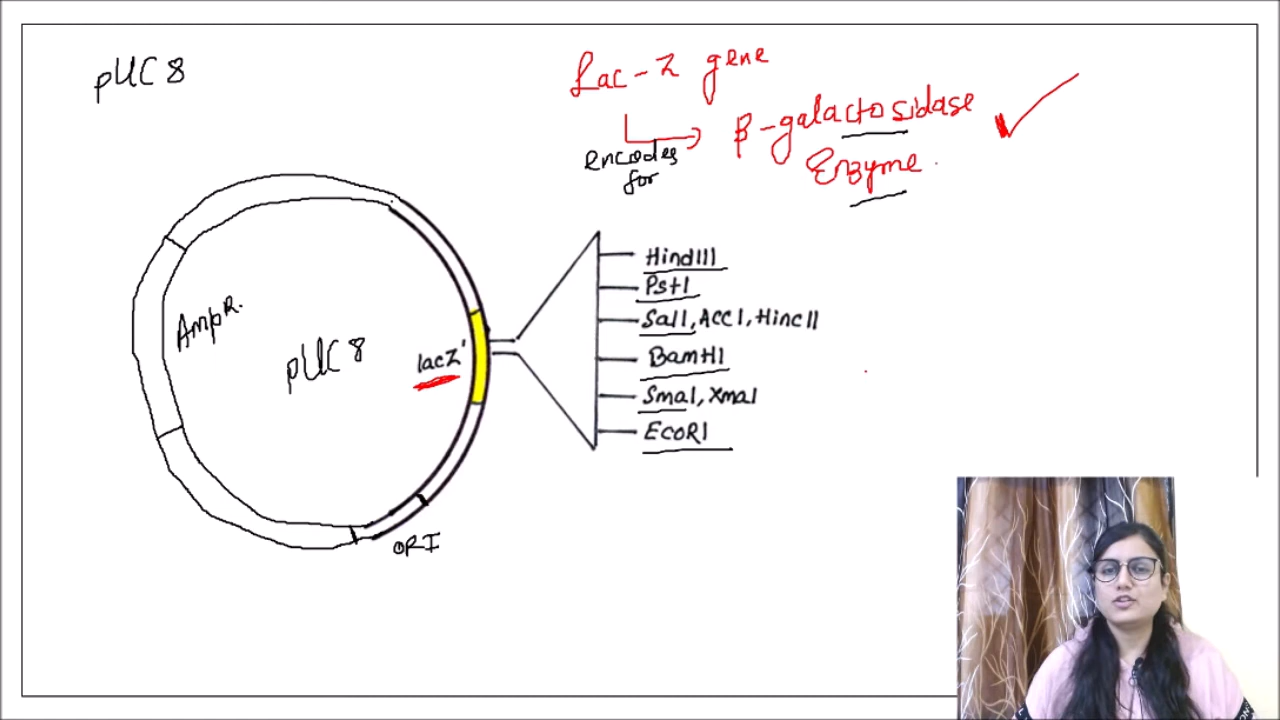 pUC 8
Lac-Z gene
encodes for
β-galactosidase
Enzyme
HindIII
PstI
SalI, AccI, HincII
BamHI
SmaI, XmaI
EcoRI
AmpR.
pUC 8
lacZ'
ORI